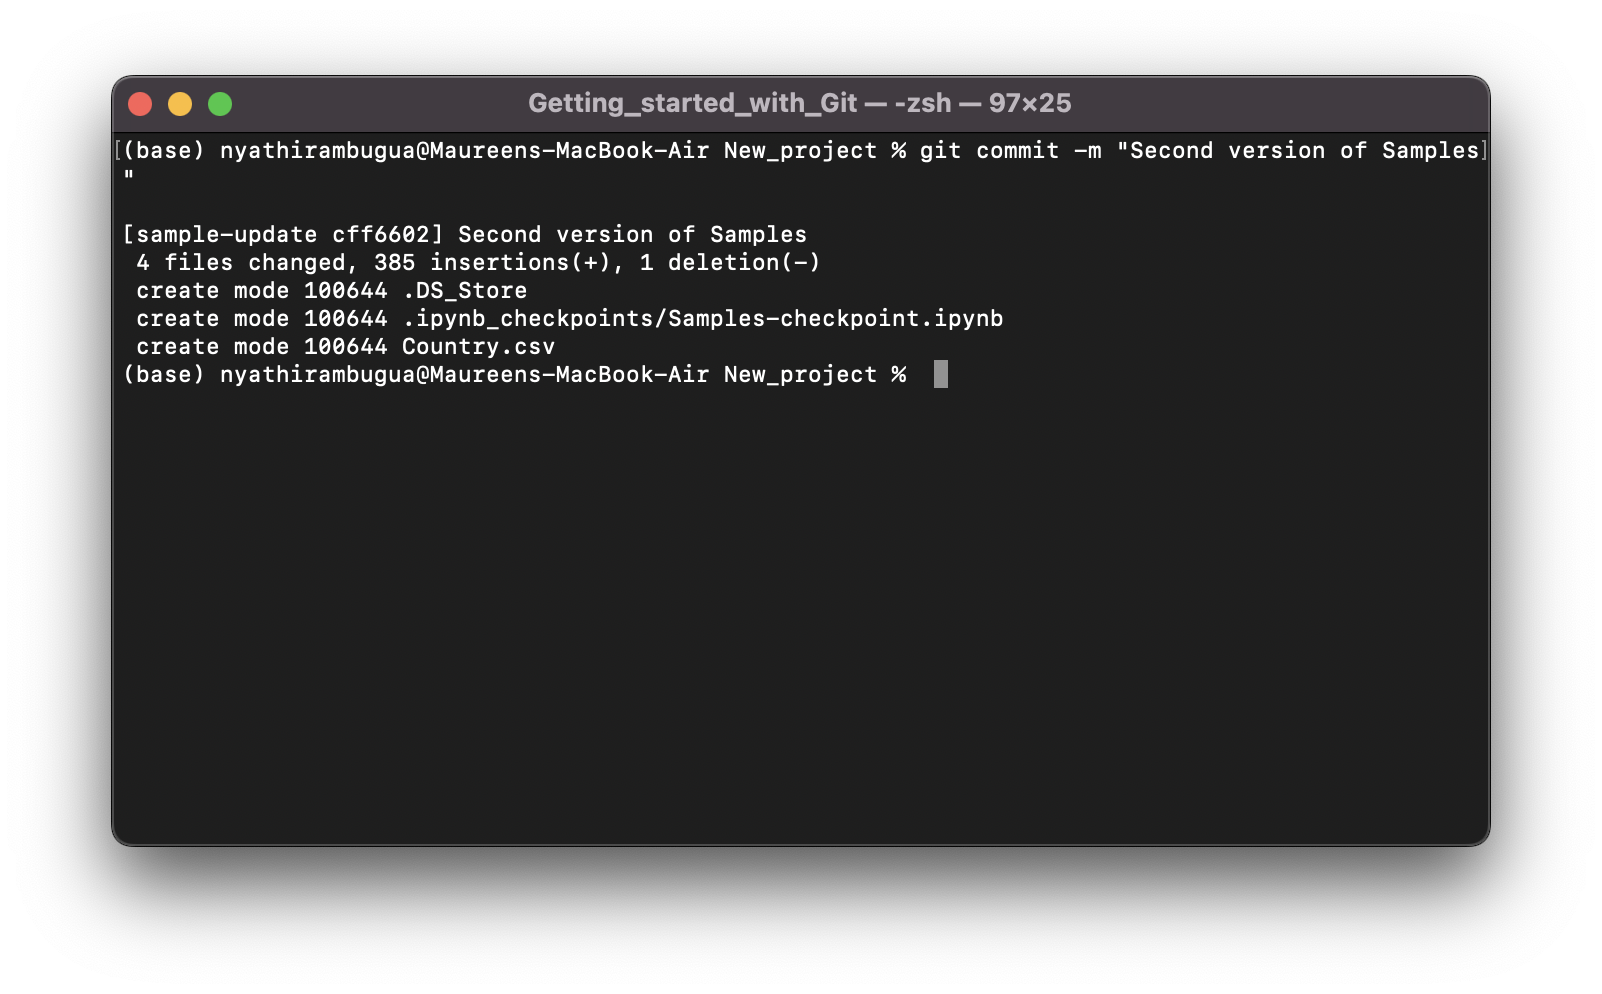 Getting_started_with_Git — -zsh — 97×25
(base) nyathirambugua@Maureens-MacBook-Air New_project % git commit -m "Second version of Samples
"
[sample-update cff6602] Second version of Samples
 4 files changed, 385 insertions(+), 1 deletion(-)
 create mode 100644 .DS_Store
 create mode 100644 .ipynb_checkpoints/Samples-checkpoint.ipynb
 create mode 100644 Country.csv
(base) nyathirambugua@Maureens-MacBook-Air New_project %